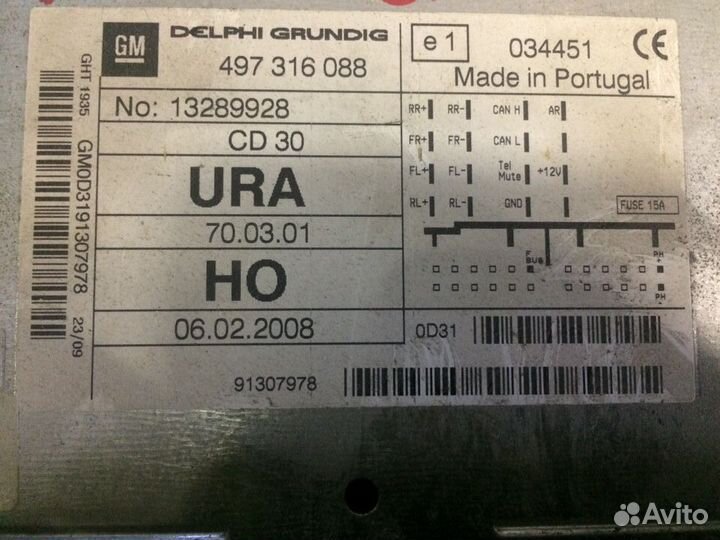 GM DELPHI GRUNDIG
497 316 088
e1 034451 CE
Made in Portugal
No: 13289928
CD 30
URA
70.03.01
HO
06.02.2008
91307978
GHT 1935
GM0D3191307978 23/09
RR+ RR- CAN H AR
FR+ FR- CAN L
FL+ FL- Tel Mute +12V
RL+ RL- GND
FUSE 15A
F BUS
PH +
PH -
0D31
Avito